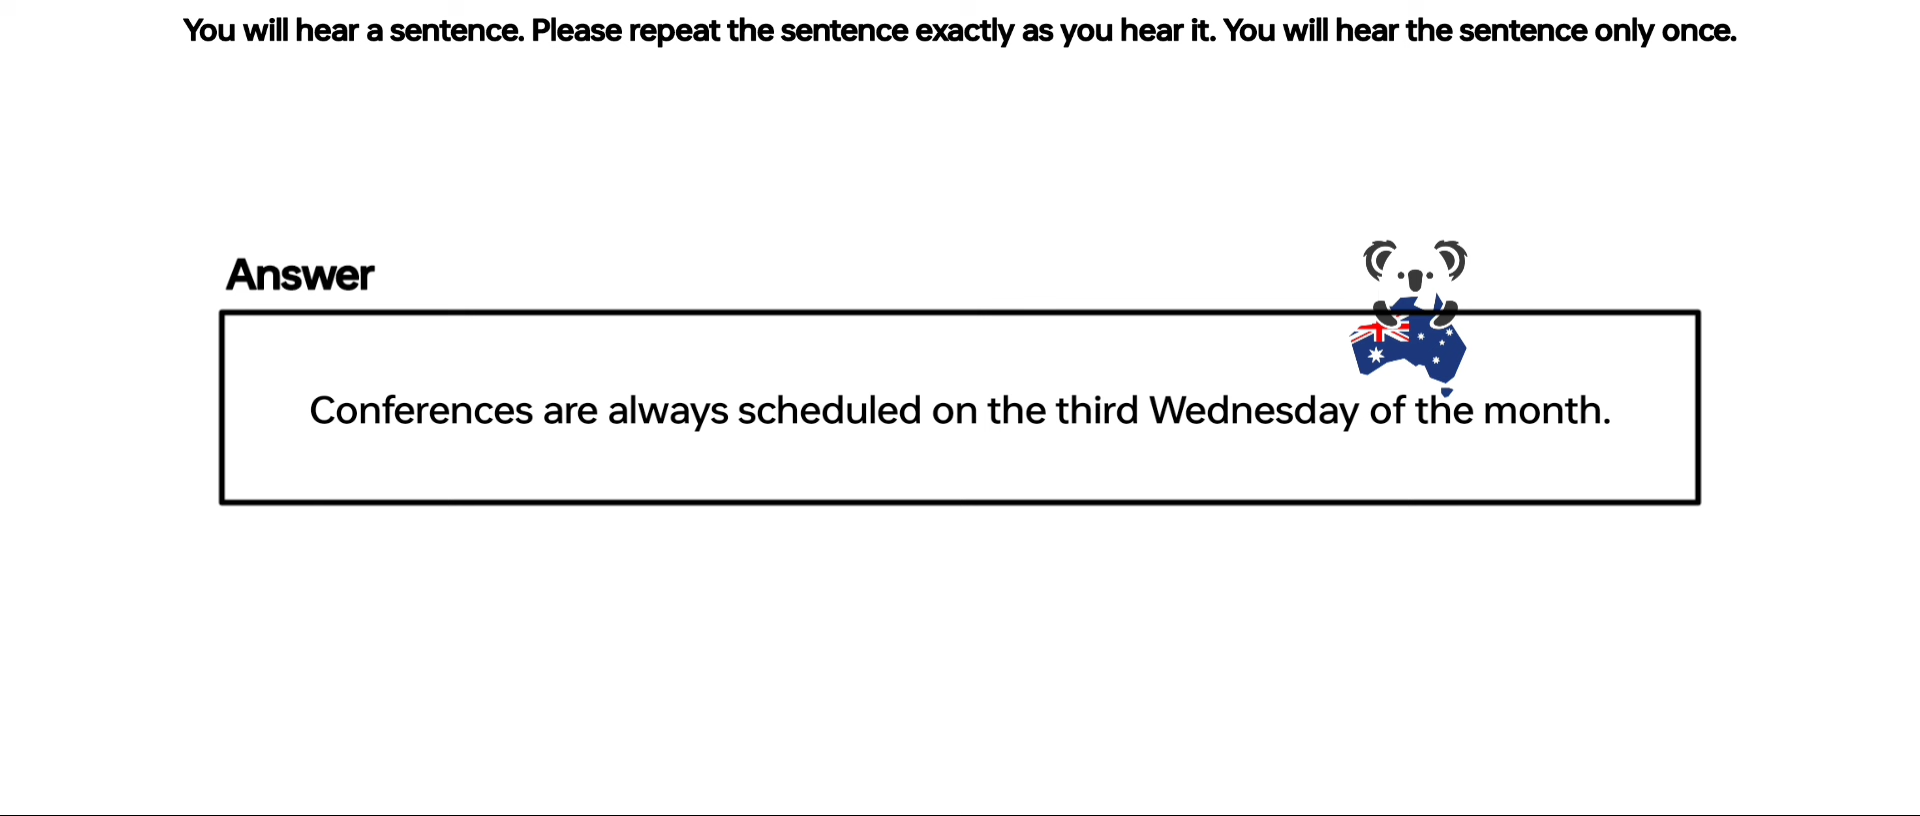 You will hear a sentence. Please repeat the sentence exactly as you hear it. You will hear the sentence only once.
Answer
Conferences are always scheduled on the third Wednesday of the month.